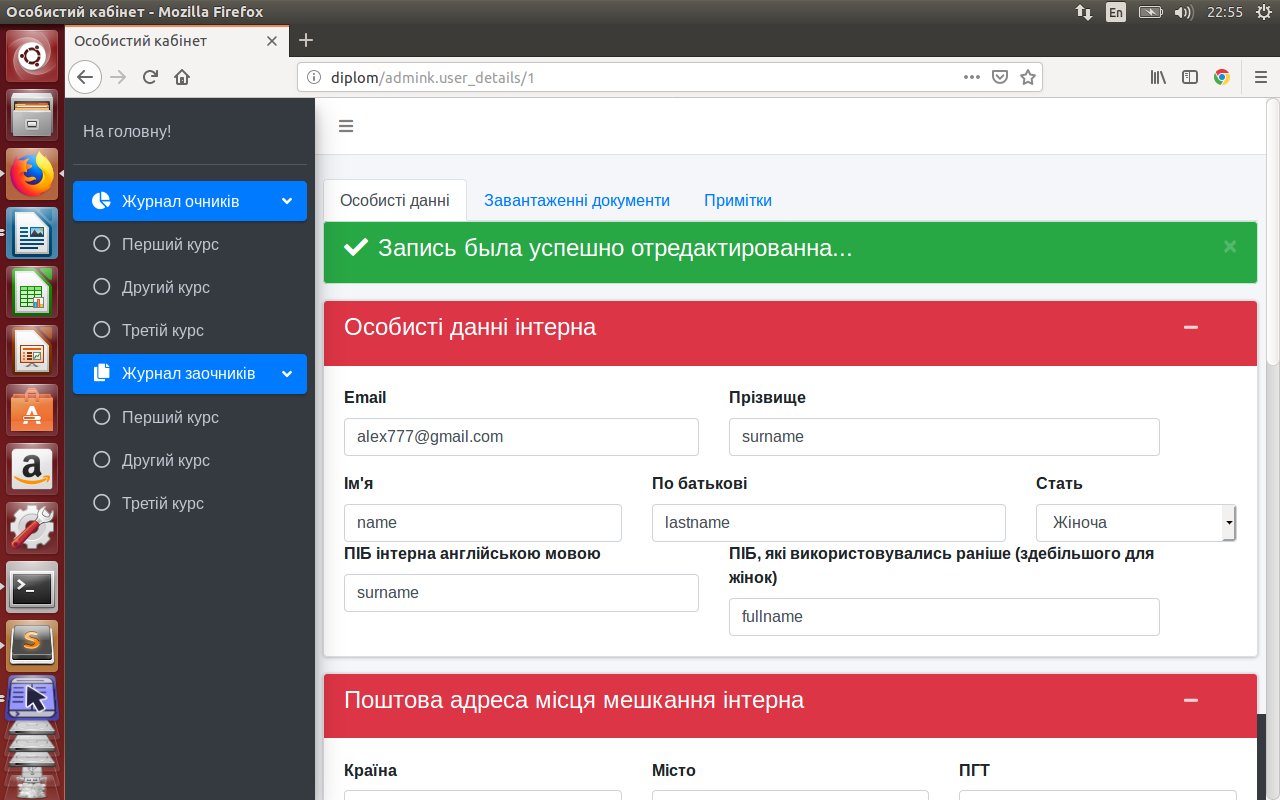 Особистий кабінет - Mozilla Firefox
En
22:55
Особистий кабінет
diplom/admink.user_details/1
На головну!
Журнал очників
Перший курс
Другий курс
Третій курс
Журнал заочників
Перший курс
Другий курс
Третій курс
Особисті данні
Завантаженні документи
Примітки
Запись была успешно отредактированна...
Особисті данні інтерна
Email
Прізвище
alex777@gmail.com
surname
Ім'я
По батькові
Стать
name
lastname
Жіноча
ПІБ інтерна англійською мовою
ПІБ, які використовувались раніше (здебільшого для
жінок)
surname
fullname
Поштова адреса місця мешкання інтерна
Країна
Місто
ПГТ